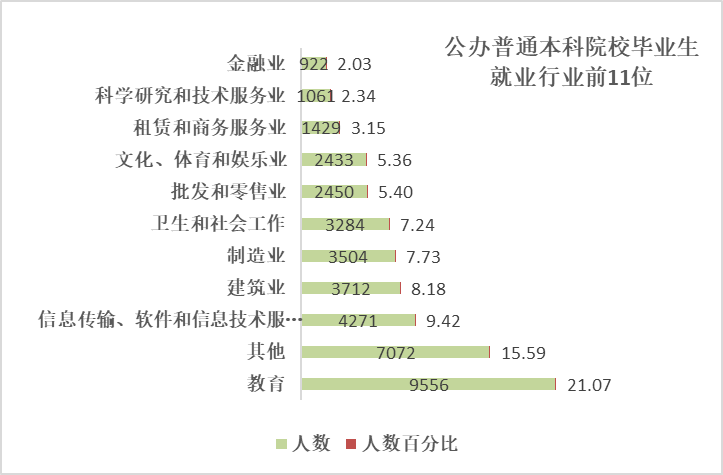 公办普通本科院校毕业生
就业行业前11位
金融业 922 2.03
科学研究和技术服务业 1061 2.34
租赁和商务服务业 1429 3.15
文化、体育和娱乐业 2433 5.36
批发和零售业 2450 5.40
卫生和社会工作 3284 7.24
制造业 3504 7.73
建筑业 3712 8.18
信息传输、软件和信息技术服… 4271 9.42
其他 7072 15.59
教育 9556 21.07
人数 人数百分比